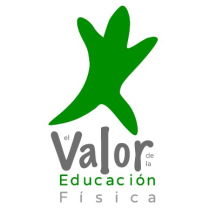 el
Valor de la
Educación
Física